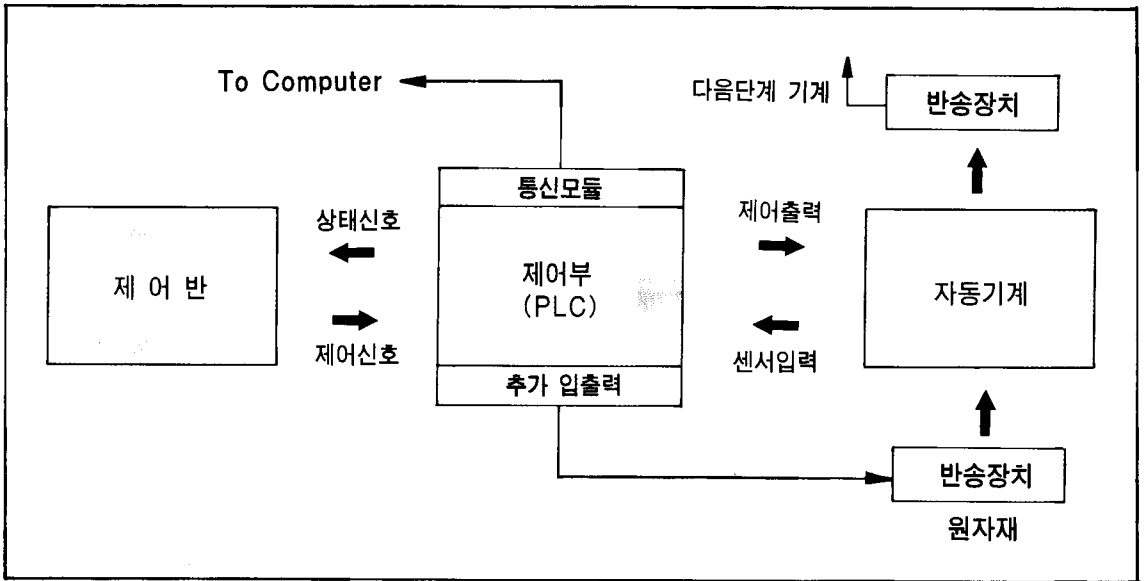 To Computer
다음단계 기계
반송장치
통신모듈
상태신호
제어출력
제 어 반
제어부
(PLC)
자동기계
제어신호
센서입력
추가 입출력
반송장치
원자재